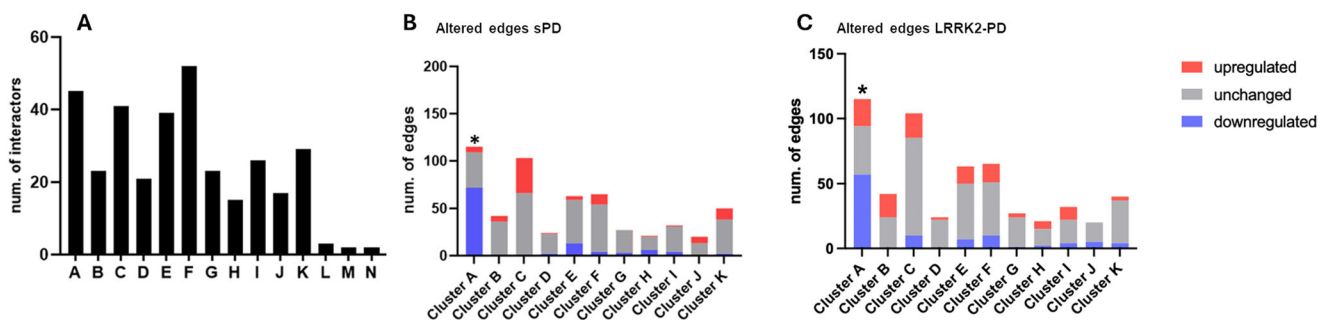 A
num. of interactors
60
40
20
0
A B C D E F G H I J K L M N
B Altered edges sPD
num. of edges
200
150
100
50
0
*
Cluster A
Cluster B
Cluster C
Cluster D
Cluster E
Cluster F
Cluster G
Cluster H
Cluster I
Cluster J
Cluster K
C Altered edges LRRK2-PD
num. of edges
150
100
50
0
*
Cluster A
Cluster B
Cluster C
Cluster D
Cluster E
Cluster F
Cluster G
Cluster H
Cluster I
Cluster J
Cluster K
upregulated
unchanged
downregulated